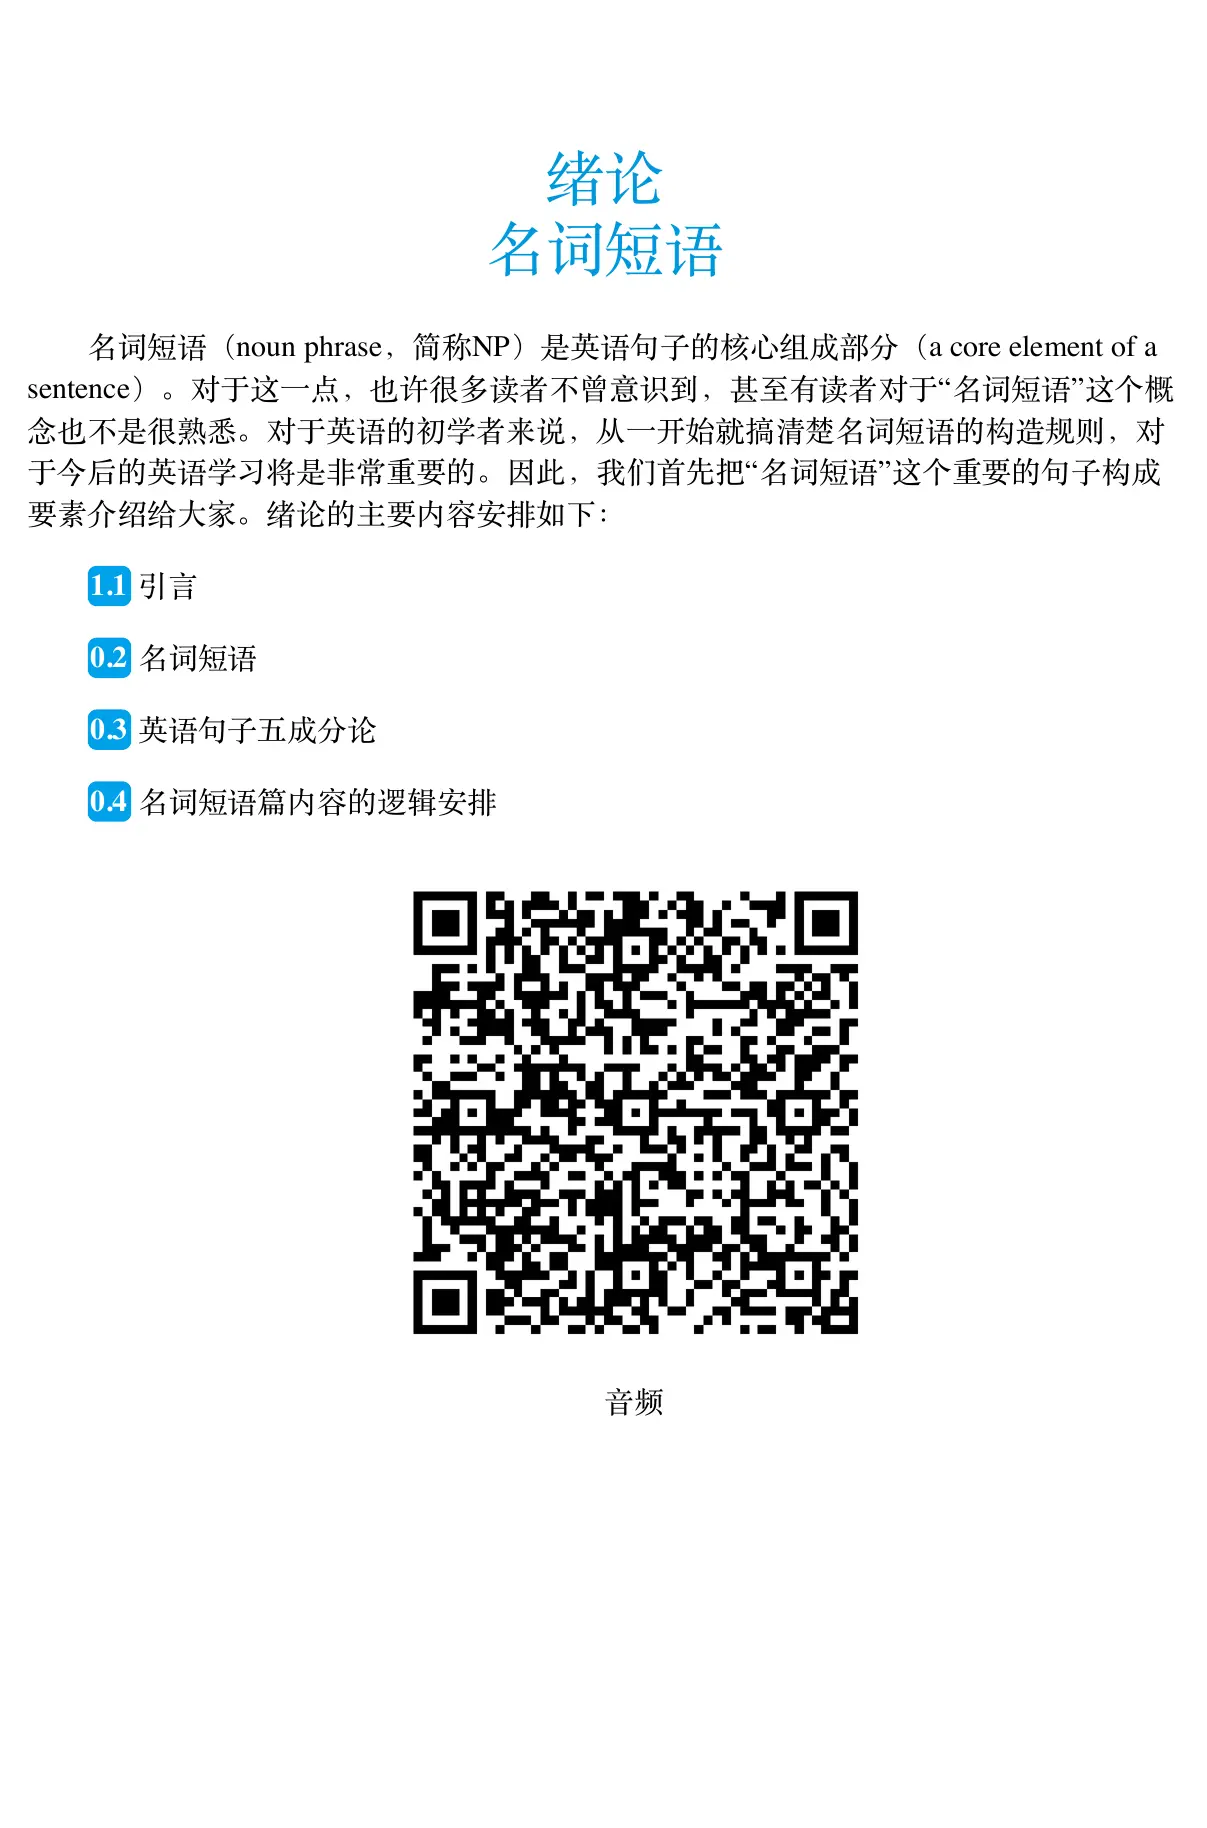 绪论
名词短语
名词短语（noun phrase，简称NP）是英语句子的核心组成部分（a core element of a
sentence）。对于这一点，也许很多读者不曾意识到，甚至有读者对于“名词短语”这个概
念也不是很熟悉。对于英语的初学者来说，从一开始就搞清楚名词短语的构造规则，对
于今后的英语学习将是非常重要的。因此，我们首先把“名词短语”这个重要的句子构成
要素介绍给大家。绪论的主要内容安排如下：
1.1 引言
0.2 名词短语
0.3 英语句子五成分论
0.4 名词短语篇内容的逻辑安排
音频